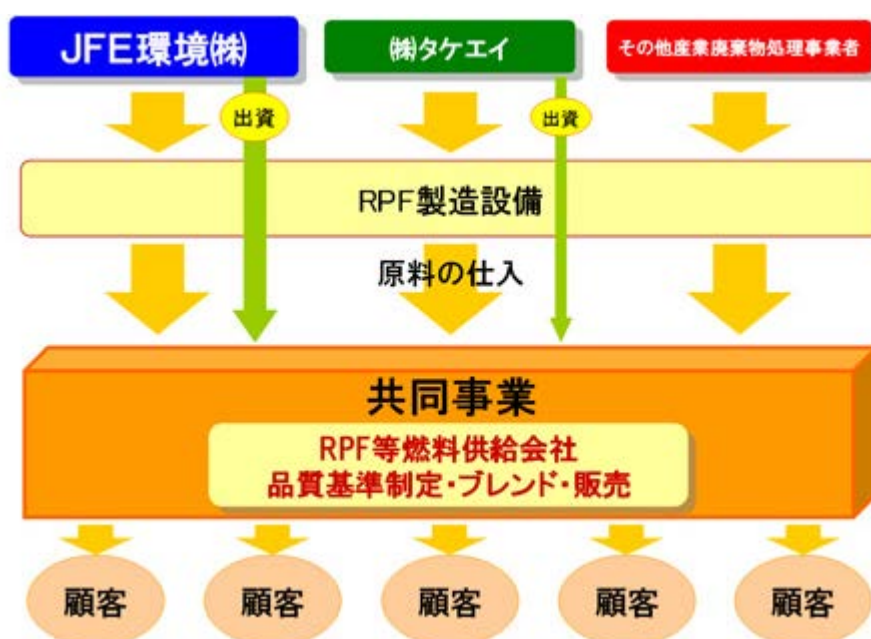 JFE環境㈱
㈱タケエイ
その他産業廃棄物処理事業者
出資
出資
RPF製造設備
原料の仕入
共同事業
RPF等燃料供給会社
品質基準制定・ブレンド・販売
顧客
顧客
顧客
顧客
顧客